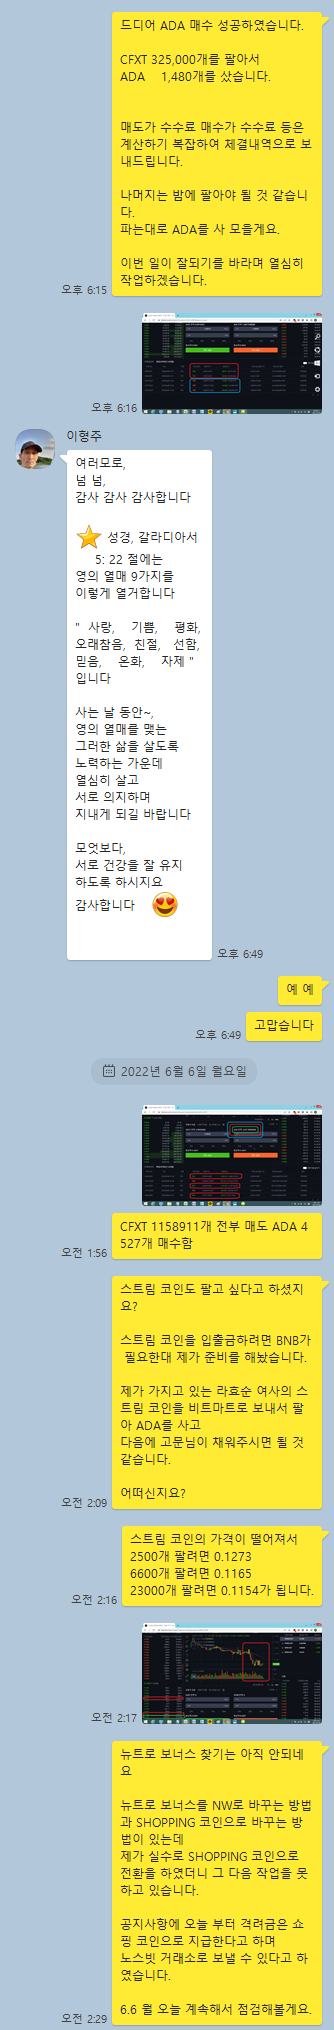 드디어 ADA 매수 성공하였습니다.
CFXT 325,000개를 팔아서
ADA 1,480개를 샀습니다.
매도가 수수료 매수가 수수료 등은
계산하기 복잡하여 체결내역으로 보
내드립니다.
나머지는 밤에 팔아야 될 것 같습니
다.
파는대로 ADA를 사 모을게요.
이번 일이 잘되기를 바라며 열심히
작업하겠습니다.
오후 6:15
오후 6:16
이형주
여러모로,
넘 넘,
감사 감사 감사합니다
⭐ 성경, 갈라디아서
5: 22 절에는
영의 열매 9가지를
이렇게 열거합니다
" 사랑, 기쁨, 평화,
오래참음, 친절, 선함,
믿음, 온화, 자제 "
입니다
사는 날 동안~,
영의 열매를 맺는
그러한 삶을 살도록
노력하는 가운데
열심히 살고
서로 의지하며
지내게 되길 바랍니다
모엇보다,
서로 건강을 잘 유지
하도록 하시지요
감사합니다 😍
오후 6:49
예 예
고맙습니다
오후 6:49
2022년 6월 6일 월요일
CFXT 1158911개 전부 매도 ADA 4
527개 매수함
오전 1:56
스트림 코인도 팔고 싶다고 하셨지
요?
스트림 코인을 입출금하려면 BNB가
필요한대 제가 준비를 해놨습니다.
제가 가지고 있는 라효순 여사의 스
트림 코인을 비트마트로 보내서 팔
아 ADA를 사고
다음에 고문님이 채워주시면 될 것
같습니다.
어떠신지요?
오전 2:09
스트림 코인의 가격이 떨어져서
2500개 팔려면 0.1273
6600개 팔려면 0.1165
23000개 팔려면 0.1154가 됩니다.
오전 2:16
오전 2:17
뉴트로 보너스 찾기는 아직 안되네
요
뉴트로 보너스를 NW로 바꾸는 방법
과 SHOPPING 코인으로 바꾸는 방
법이 있는데
제가 실수로 SHOPPING 코인으로
전환을 하였더니 그 다음 작업을 못
하고 있습니다.
공지사항에 오늘 부터 격려금은 쇼
핑 코인으로 지급한다고 하며
노스빗 거래소로 보낼 수 있다고 하
였습니다.
6.6 월 오늘 계속해서 점검해볼게요.
오전 2:29